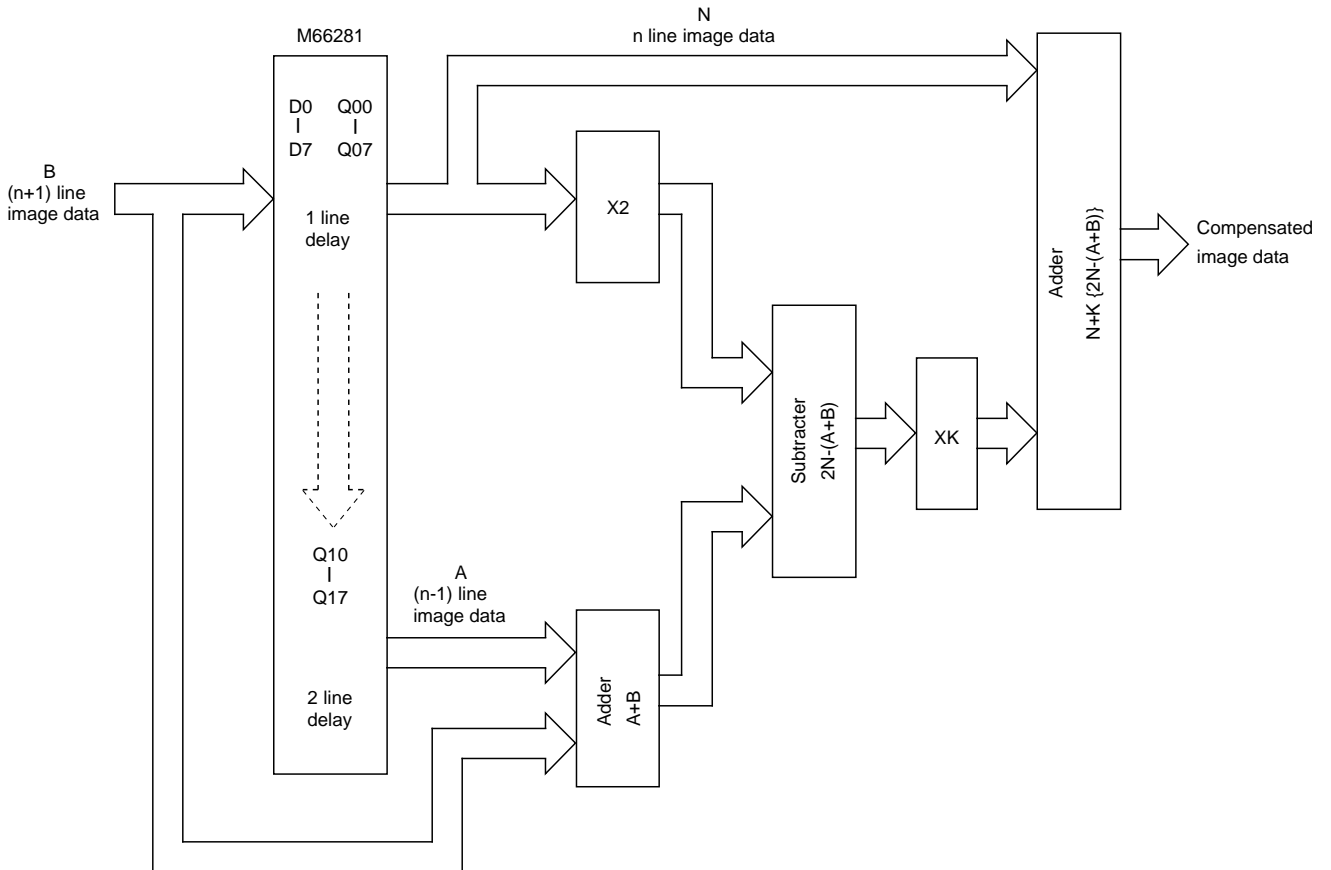 N
n line image data
M66281
D0 Q00
I I
D7 Q07
B
(n+1) line
image data
1 line
delay
X2
Adder
N+K {2N-(A+B)}
Compensated
image data
Subtracter
2N-(A+B)
XK
Q10
I
Q17
A
(n-1) line
image data
2 line
delay
Adder
A+B